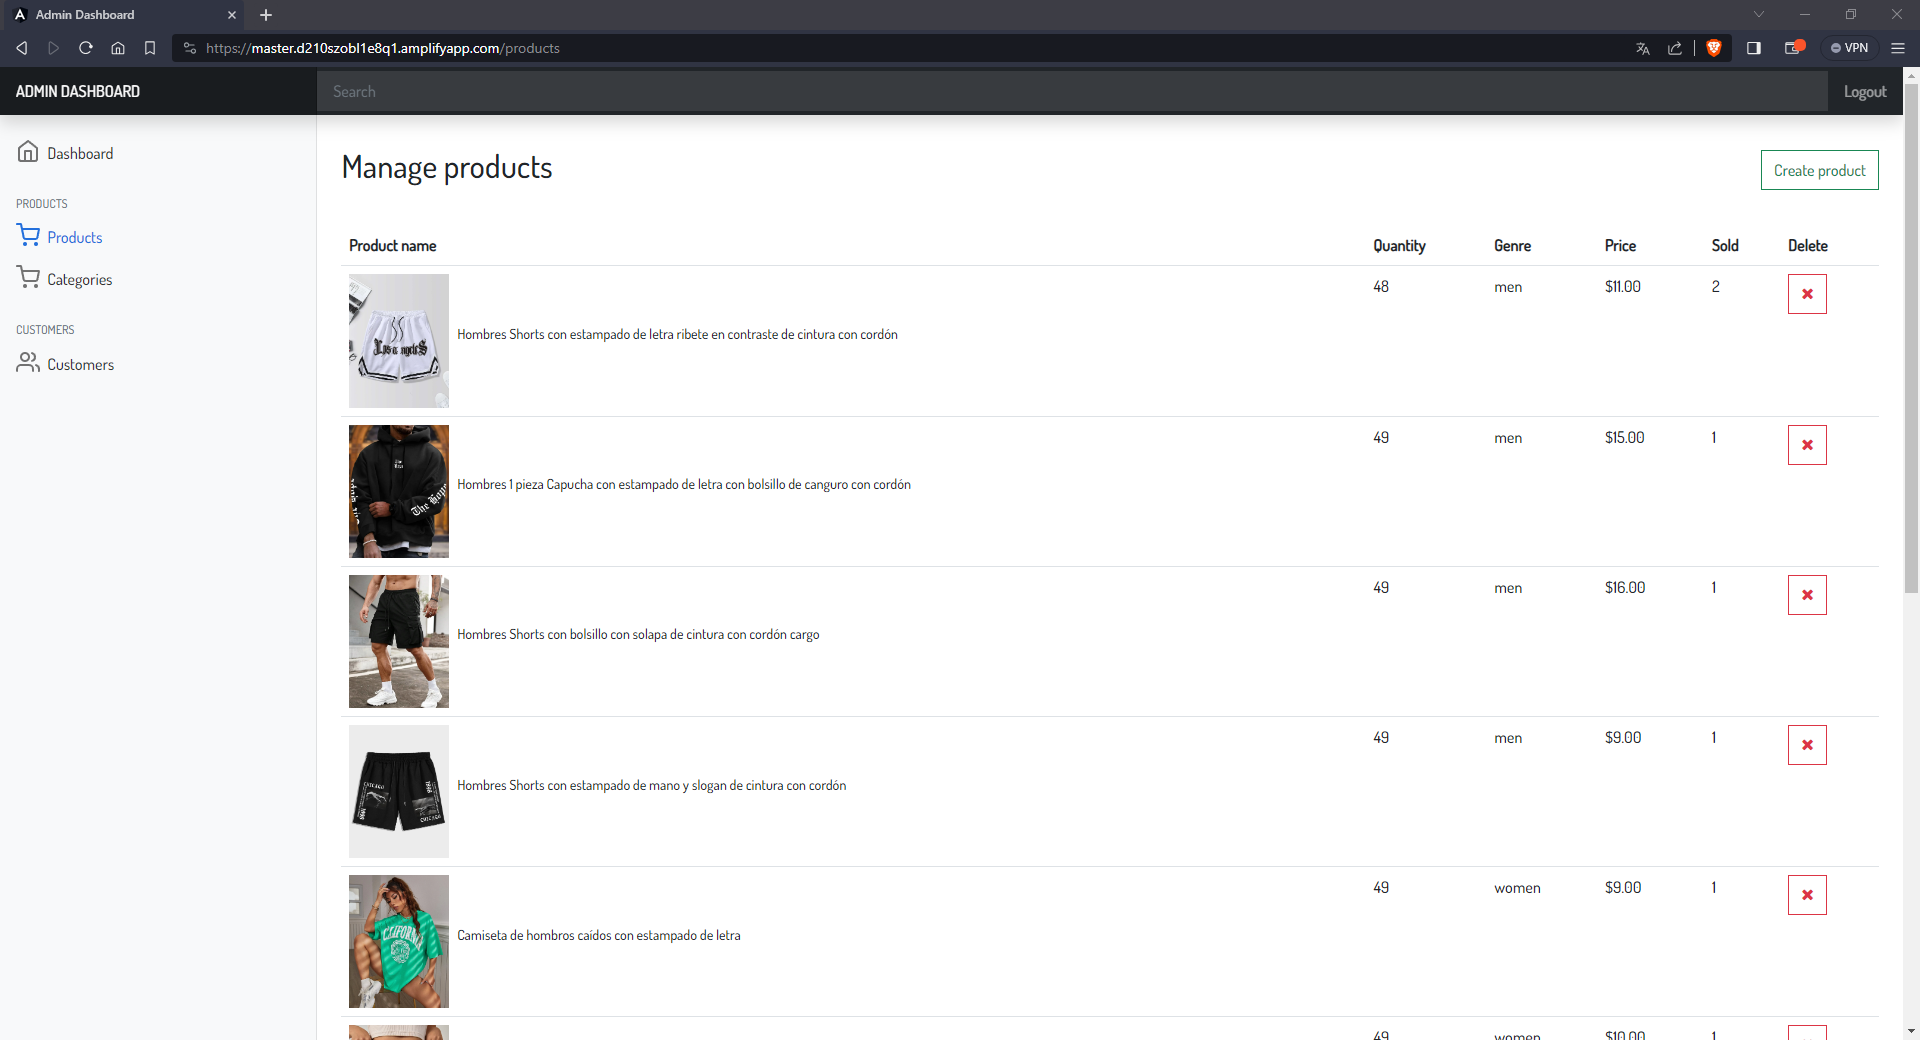 Admin Dashboard
https://master.d210szobl1e8q1.amplifyapp.com/products
VPN
ADMIN DASHBOARD
Search
Logout
Dashboard
Manage products
Create product
PRODUCTS
Products
Categories
CUSTOMERS
Customers
Product name Quantity Genre Price Sold Delete
48 men $11.00 2
Hombres Shorts con estampado de letra ribete en contraste de cintura con cordón
Los Angeles
49 men $15.00 1
Hombres 1 pieza Capucha con estampado de letra con bolsillo de canguro con cordón
49 men $16.00 1
Hombres Shorts con bolsillo con solapa de cintura con cordón cargo
49 men $9.00 1
Hombres Shorts con estampado de mano y slogan de cintura con cordón
CHICAGO
CHICAGO
49 women $9.00 1
Camiseta de hombros caídos con estampado de letra
CALIFORNIA
49 women $10.00 1